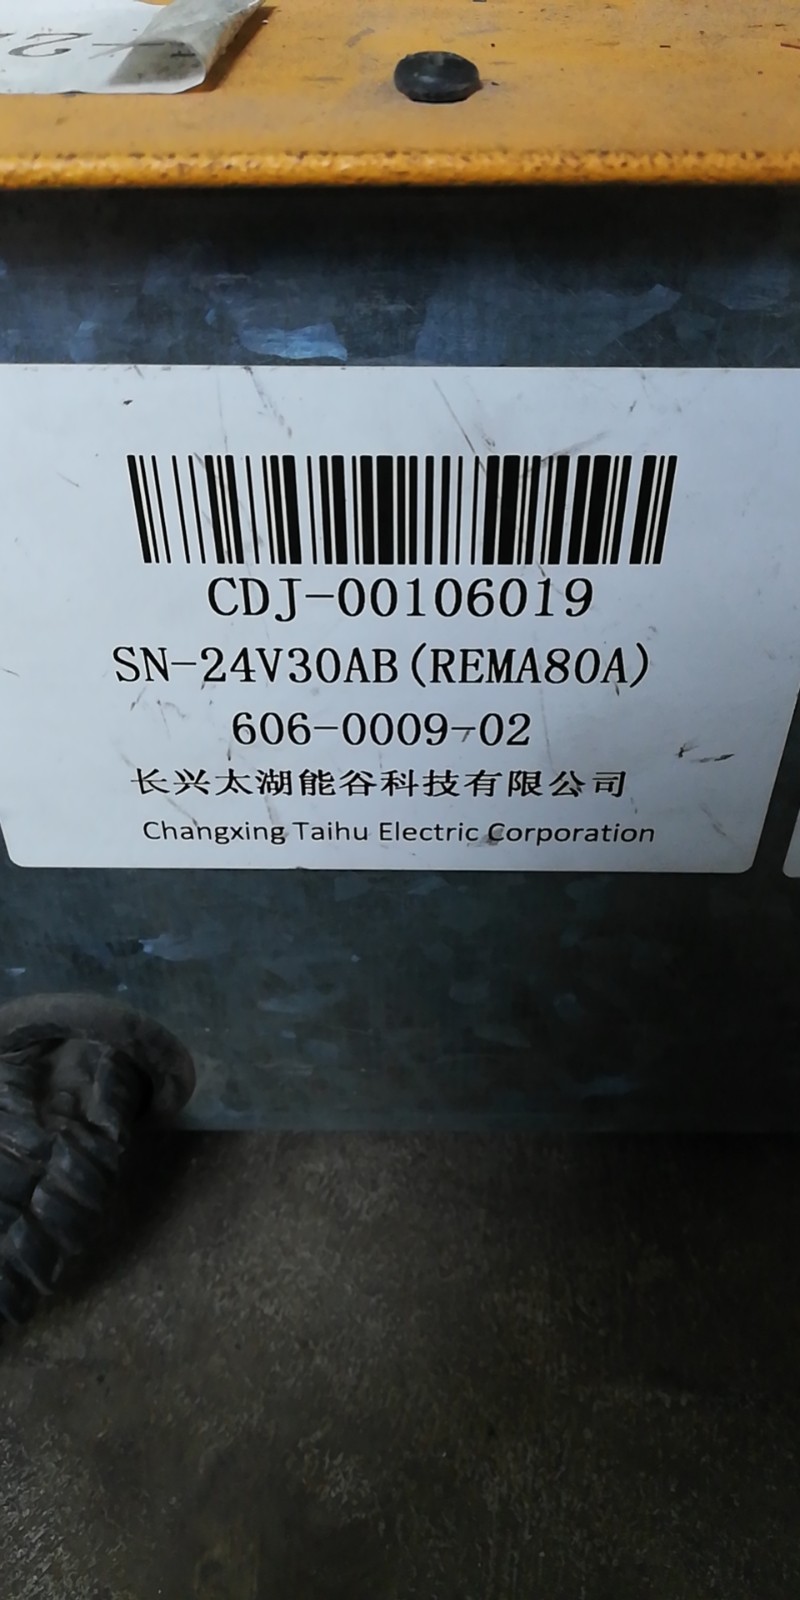 CDJ-00106019
SN-24V30AB(REMA80A)
606-0009-02
长兴太湖能谷科技有限公司
Changxing Taihu Electric Corporation